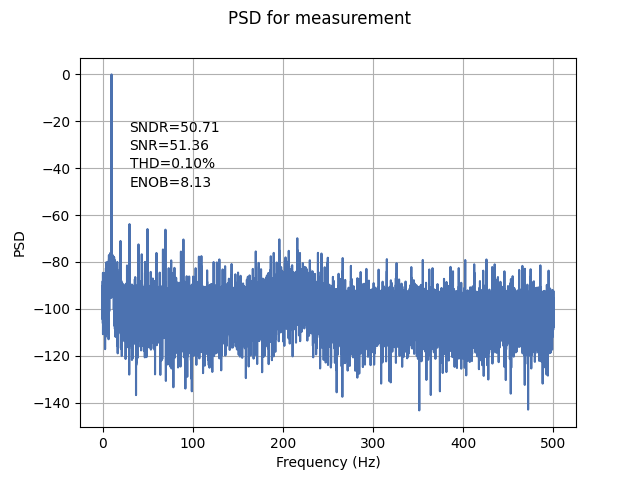 PSD for measurement
0
−20
−40
−60
−80
−100
−120
−140
PSD
SNDR=50.71
SNR=51.36
THD=0.10%
ENOB=8.13
0 100 200 300 400 500
Frequency (Hz)